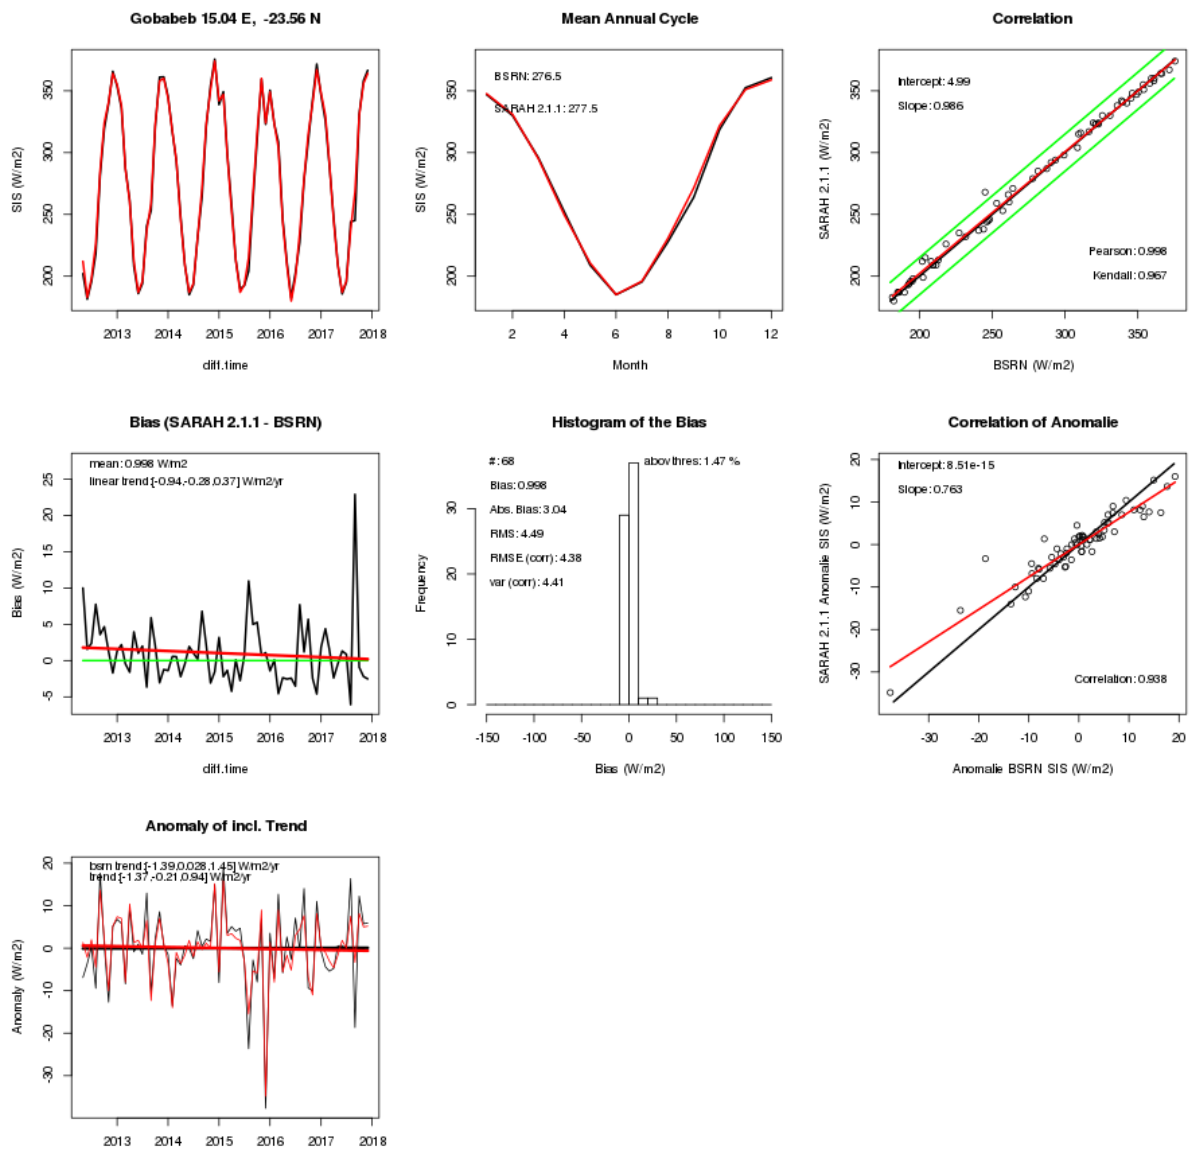 Gobabeb 15.04 E, -23.56 N
SIS (W/m2)
350
300
250
200
2013 2014 2015 2016 2017 2018
diff.time
Mean Annual Cycle
BSRN: 276.5
SARAH 2.1.1: 277.5
SIS (W/m2)
350
300
250
200
2 4 6 8 10 12
Month
Correlation
Intercept: 4.99
Slope: 0.986
Pearson: 0.998
Kendall: 0.967
SARAH 2.1.1 (W/m2)
350
300
250
200
200 250 300 350
BSRN (W/m2)
Bias (SARAH 2.1.1 - BSRN)
mean: 0.998 W/m2
linear trend:[-0.94,-0.28,0.37] W/m2/yr
Bias (W/m2)
25
20
15
10
5
0
-5
2013 2014 2015 2016 2017 2018
diff.time
Histogram of the Bias
#: 68
abovthres: 1.47 %
Bias: 0.998
Abs. Bias: 3.04
RMS: 4.49
RMSE (corr): 4.38
var (corr): 4.41
Frequency
30
20
10
0
-150 -100 -50 0 50 100 150
Bias (W/m2)
Correlation of Anomalie
Intercept: 8.51e-15
Slope: 0.763
Correlation: 0.938
SARAH 2.1.1 Anomalie SIS (W/m2)
20
10
0
-10
-20
-30
-30 -20 -10 0 10 20
Anomalie BSRN SIS (W/m2)
Anomaly of incl. Trend
bsrn trend:[-1.39,0.028,1.45] W/m2/yr
trend:[-1.37,-0.21,0.94] W/m2/yr
Anomaly (W/m2)
20
10
0
-10
-20
-30
2013 2014 2015 2016 2017 2018